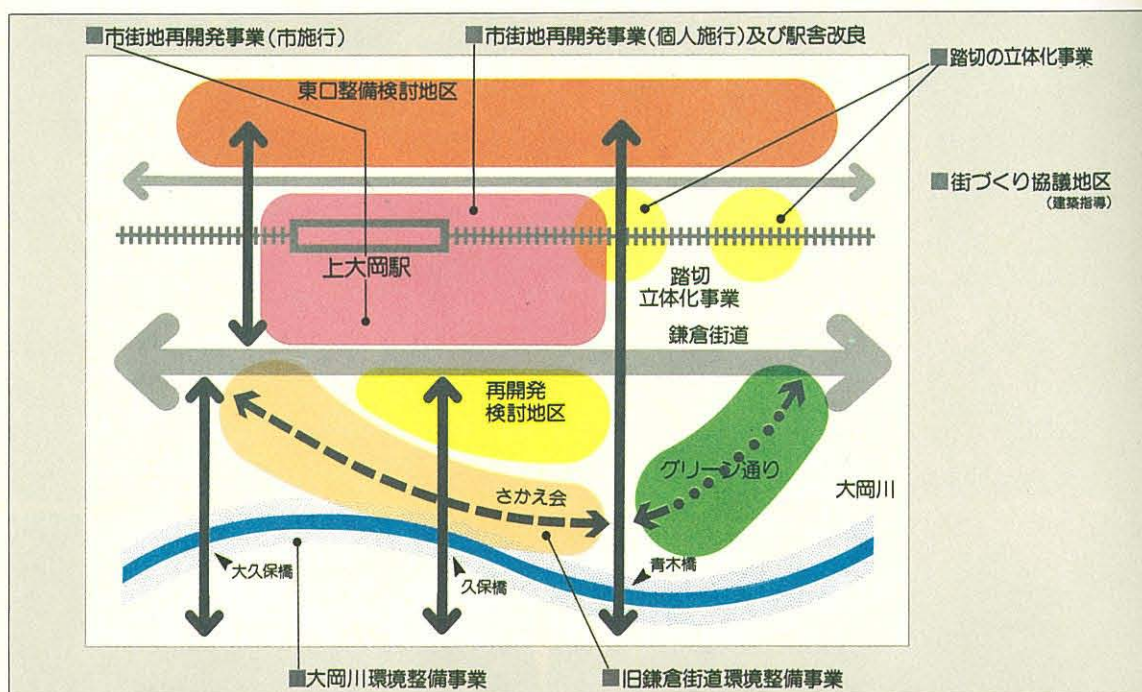 ■市街地再開発事業(市施行)
■市街地再開発事業(個人施行)及び駅舎改良
■踏切の立体化事業
東口整備検討地区
■街づくり協議地区
(建築指導)
上大岡駅
踏切
立体化事業
鎌倉街道
再開発
検討地区
グリーン通り
さかえ会
大岡川
大久保橋
久保橋
青木橋
■大岡川環境整備事業
■旧鎌倉街道環境整備事業